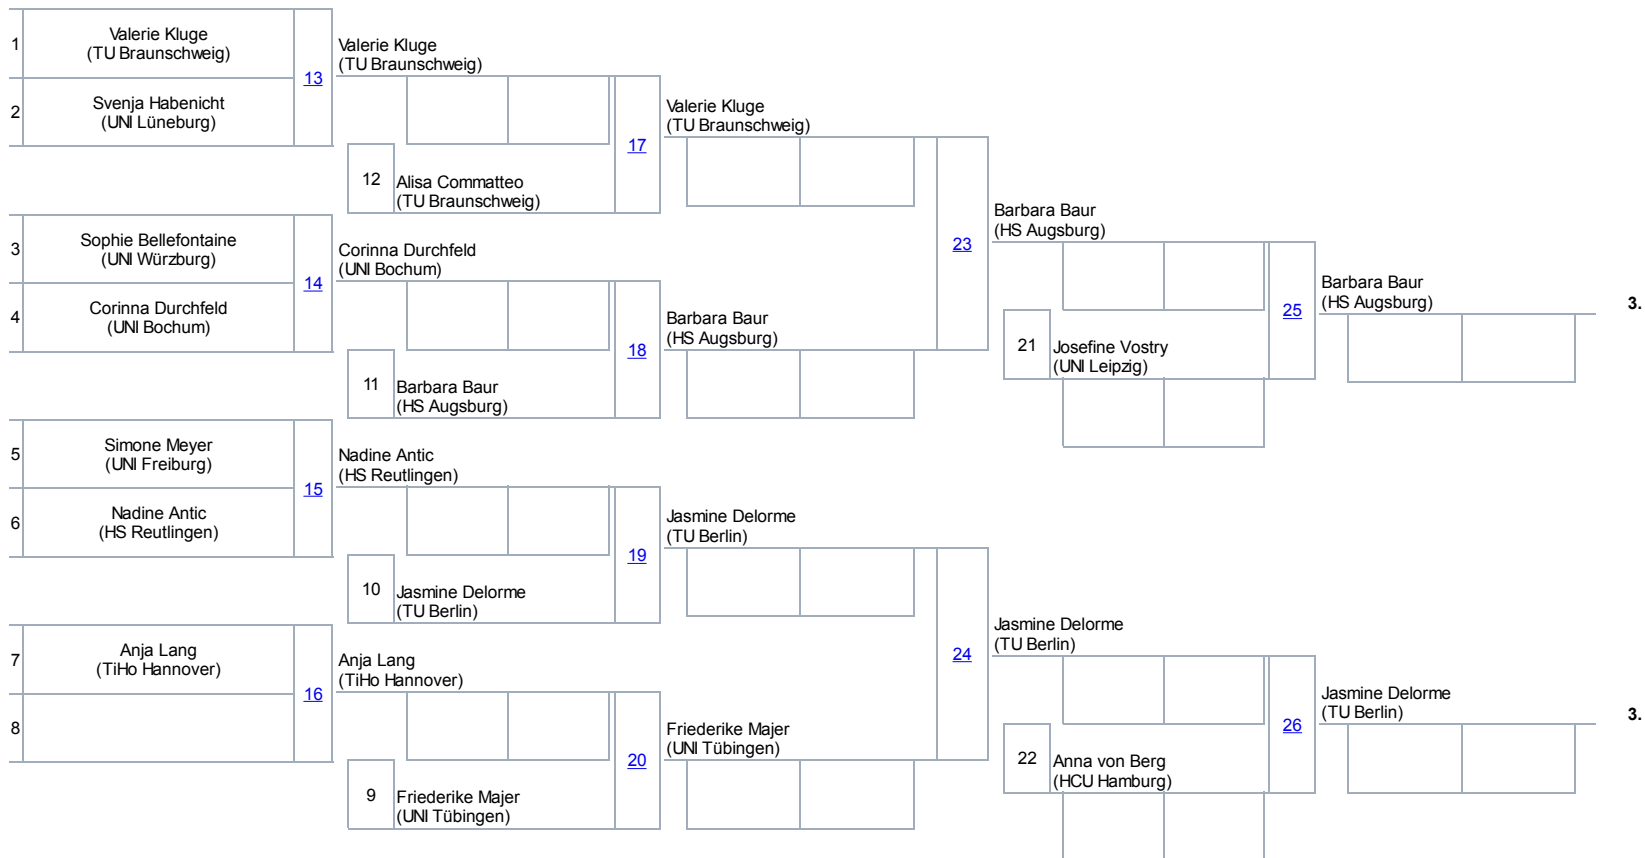 1
Valerie Kluge
(TU Braunschweig)
13
2
Svenja Habenicht
(UNI Lüneburg)
3
Sophie Bellefontaine
(UNI Würzburg)
14
4
Corinna Durchfeld
(UNI Bochum)
5
Simone Meyer
(UNI Freiburg)
15
6
Nadine Antic
(HS Reutlingen)
7
Anja Lang
(TiHo Hannover)
16
8
Valerie Kluge
(TU Braunschweig)
17
12
Alisa Commatteo
(TU Braunschweig)
Corinna Durchfeld
(UNI Bochum)
18
11
Barbara Baur
(HS Augsburg)
Nadine Antic
(HS Reutlingen)
19
10
Jasmine Delorme
(TU Berlin)
Anja Lang
(TiHo Hannover)
20
9
Friederike Majer
(UNI Tübingen)
Valerie Kluge
(TU Braunschweig)
23
Barbara Baur
(HS Augsburg)
Jasmine Delorme
(TU Berlin)
24
Friederike Majer
(UNI Tübingen)
Barbara Baur
(HS Augsburg)
25
21
Josefine Vostry
(UNI Leipzig)
Jasmine Delorme
(TU Berlin)
26
22
Anna von Berg
(HCU Hamburg)
Barbara Baur
(HS Augsburg)
3.
Jasmine Delorme
(TU Berlin)
3.